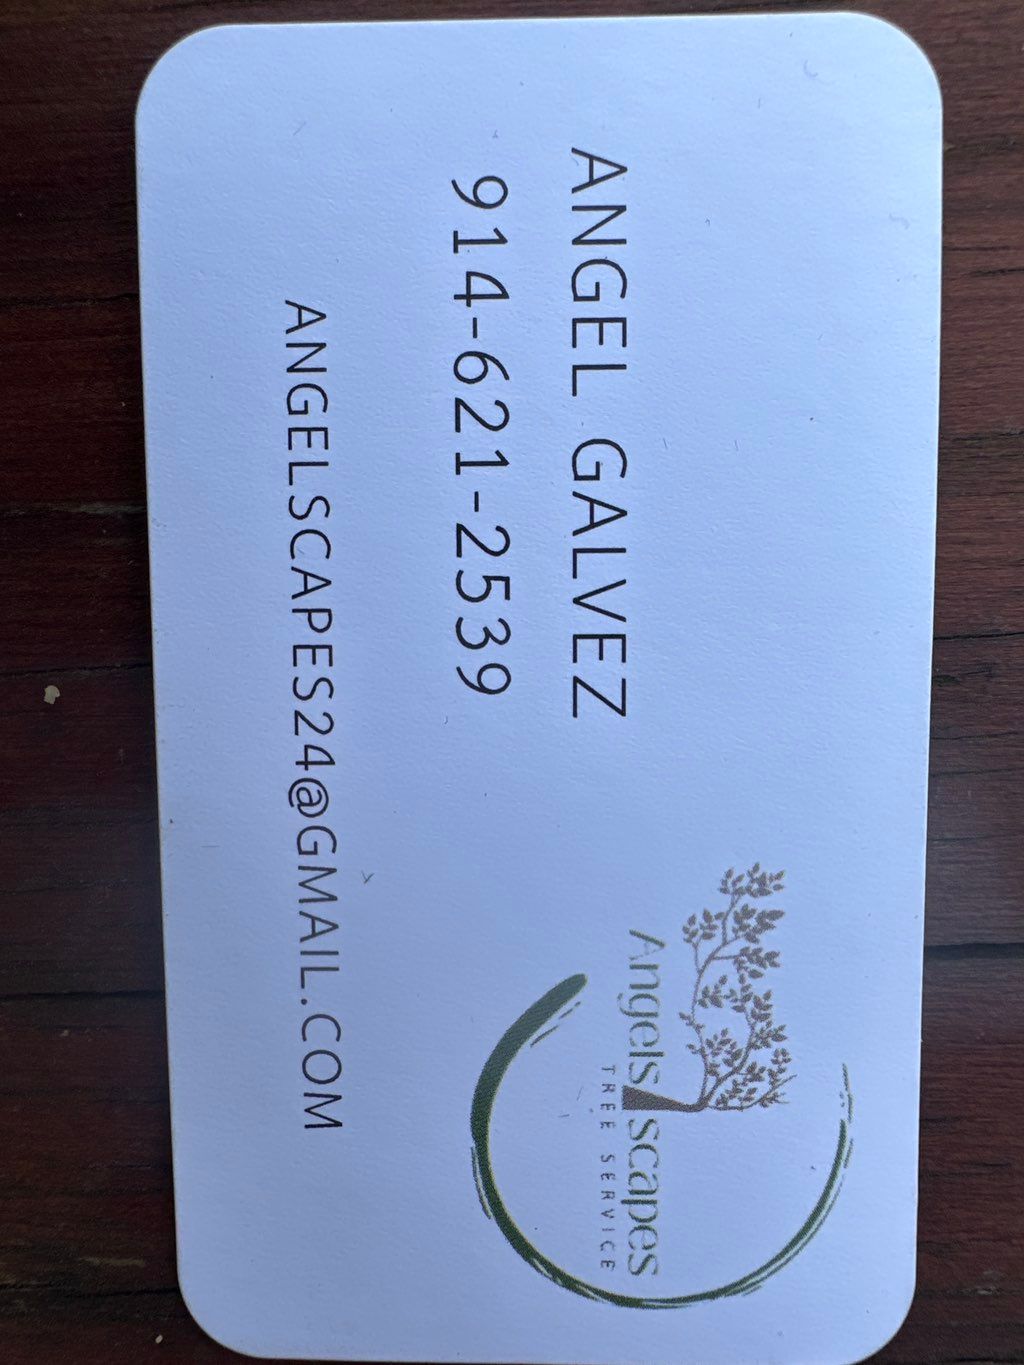 ANGEL GALVEZ
914-621-2539
ANGELSCAPES24@GMAIL.COM
Angels scapes
TREE SERVICE